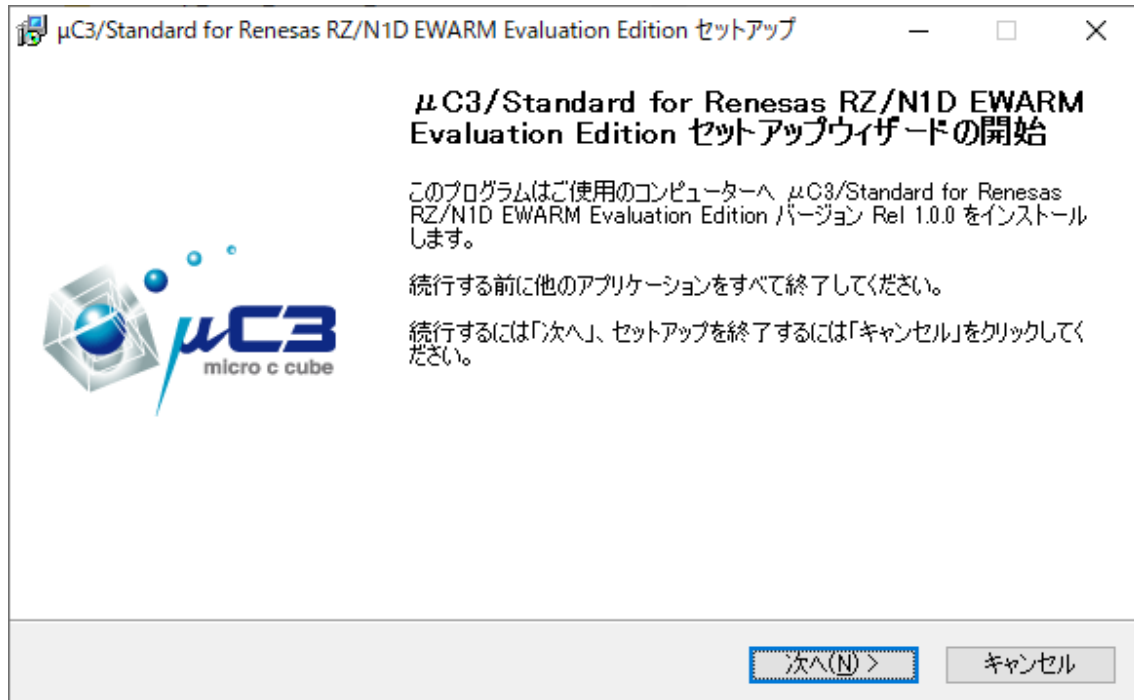 μC3/Standard for Renesas RZ/N1D EWARM Evaluation Edition セットアップ
μC3/Standard for Renesas RZ/N1D EWARM
Evaluation Edition セットアップウィザードの開始
このプログラムはご使用のコンピューターへ μC3/Standard for Renesas
RZ/N1D EWARM Evaluation Edition バージョン Rel 1.0.0 をインストール
します。
続行する前に他のアプリケーションをすべて終了してください。
続行するには「次へ」、セットアップを終了するには「キャンセル」をクリックしてく
ださい。
μC3
micro c cube
次へ(N) >
キャンセル